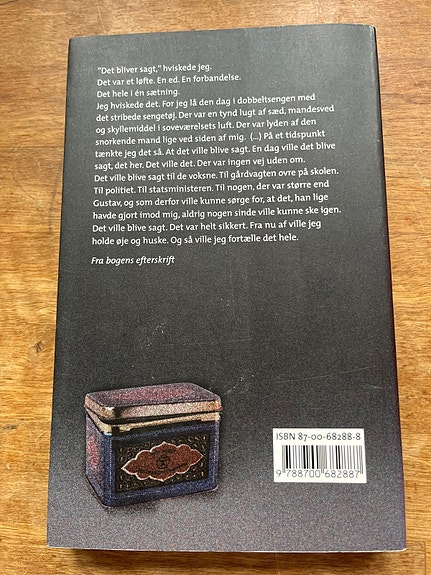 "Det bliver sagt," hviskede jeg.
Det var et løfte. En ed. En forbandelse.
Det hele i én sætning.
Jeg hviskede det. For jeg lå den dag i dobbeltsengen med
det stribede sengetøj. Der var en tynd lugt af sæd, mandesved
og skyllemiddel i soveværelsets luft. Der var lyden af den
snorkende mand lige ved siden af mig. (...) På et tidspunkt
tænkte jeg det så. At det ville blive sagt. En dag ville det blive
sagt, det her. Det ville det. Der var ingen vej uden om.
Det ville blive sagt til de voksne. Til gårdvagten ovre på skolen.
Til politiet. Til statsministeren. Til nogen, der var større end
Gustav, og som derfor ville kunne sørge for, at det, han lige
havde gjort imod mig, aldrig nogen sinde ville kunne ske igen.
Det ville blive sagt. Det var helt sikkert. Fra nu af ville jeg
holde øje og huske. Og så ville jeg fortælle det hele.
Fra bogens efterskrift
ISBN 87-00-68288-8
9 788700 682887